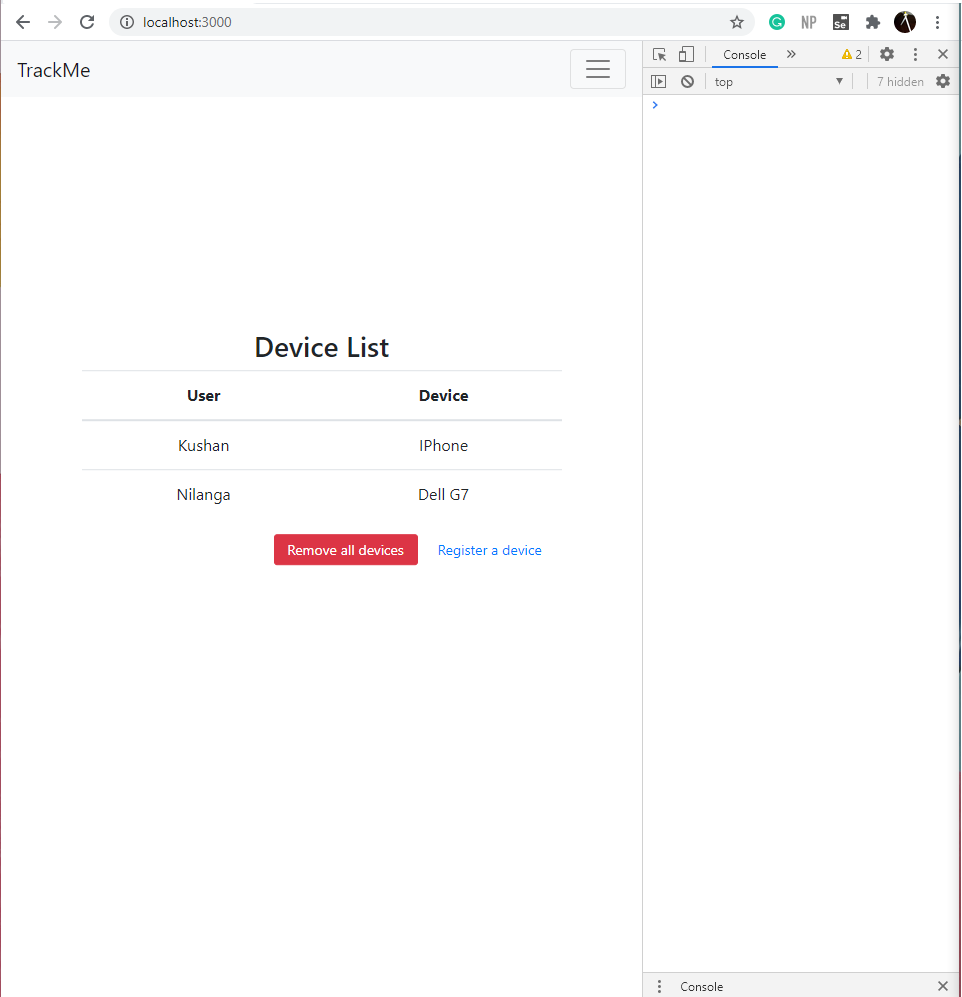 localhost:3000
NP
Se
TrackMe
Console
2
top
7 hidden
Device List
User Device
Kushan IPhone
Nilanga Dell G7
Remove all devices Register a device
Console